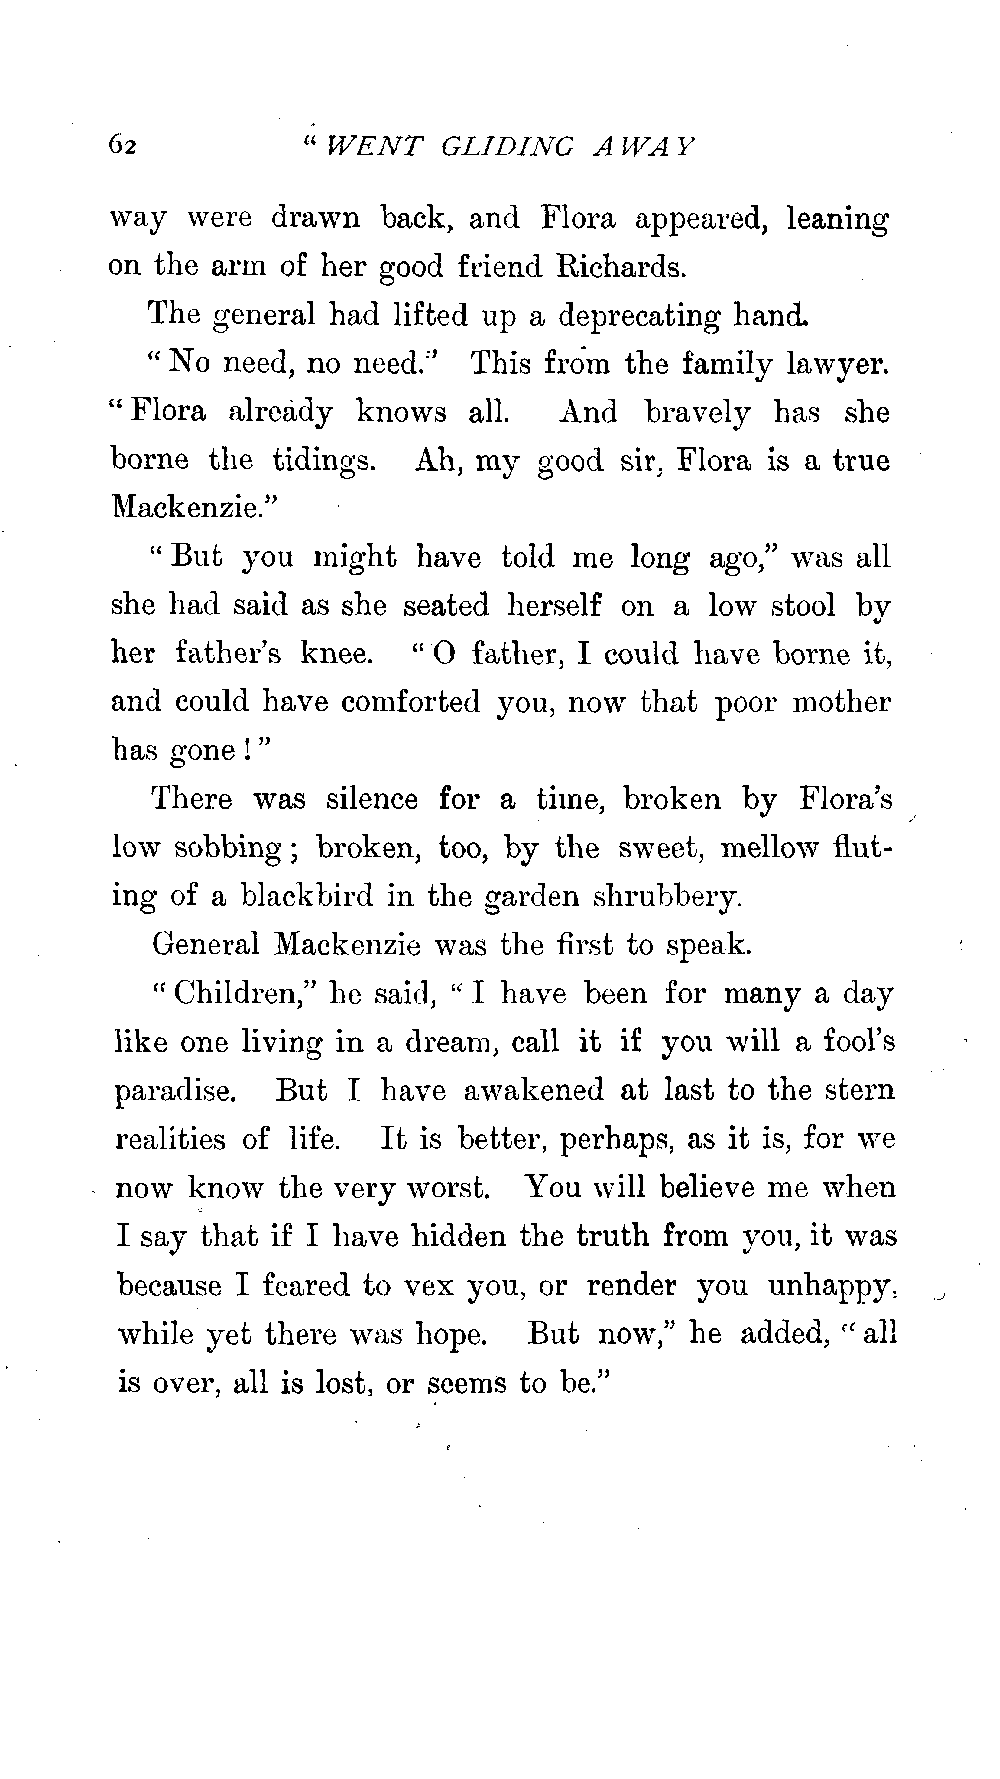 62 “ WENT GLIDING AWAY
way were drawn back, and Flora appeared, leaning
on the arm of her good friend Richards.
The general had lifted up a deprecating hand.
“ No need, no need.” This from the family lawyer.
“ Flora already knows all. And bravely has she
borne the tidings. Ah, my good sir, Flora is a true
Mackenzie.”
“ But you might have told me long ago,” was all
she had said as she seated herself on a low stool by
her father’s knee. “ O father, I could have borne it,
and could have comforted you, now that poor mother
has gone ! ”
There was silence for a time, broken by Flora’s
low sobbing ; broken, too, by the sweet, mellow flut-
ing of a blackbird in the garden shrubbery.
General Mackenzie was the first to speak.
“ Children,” he said, “ I have been for many a day
like one living in a dream, call it if you will a fool’s
paradise. But I have awakened at last to the stern
realities of life. It is better, perhaps, as it is, for we
now know the very worst. You will believe me when
I say that if I have hidden the truth from you, it was
because I feared to vex you, or render you unhappy,
while yet there was hope. But now,” he added, “ all
is over, all is lost, or seems to be.”